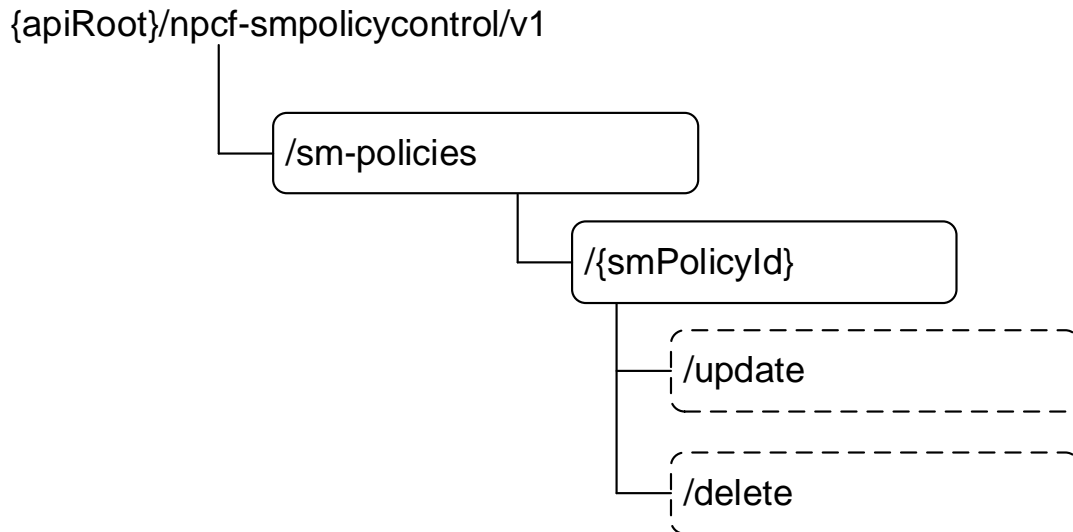 {apiRoot}/npcf-smpolicycontrol/v1
/sm-policies
/{smPolicyId}
/update
/delete